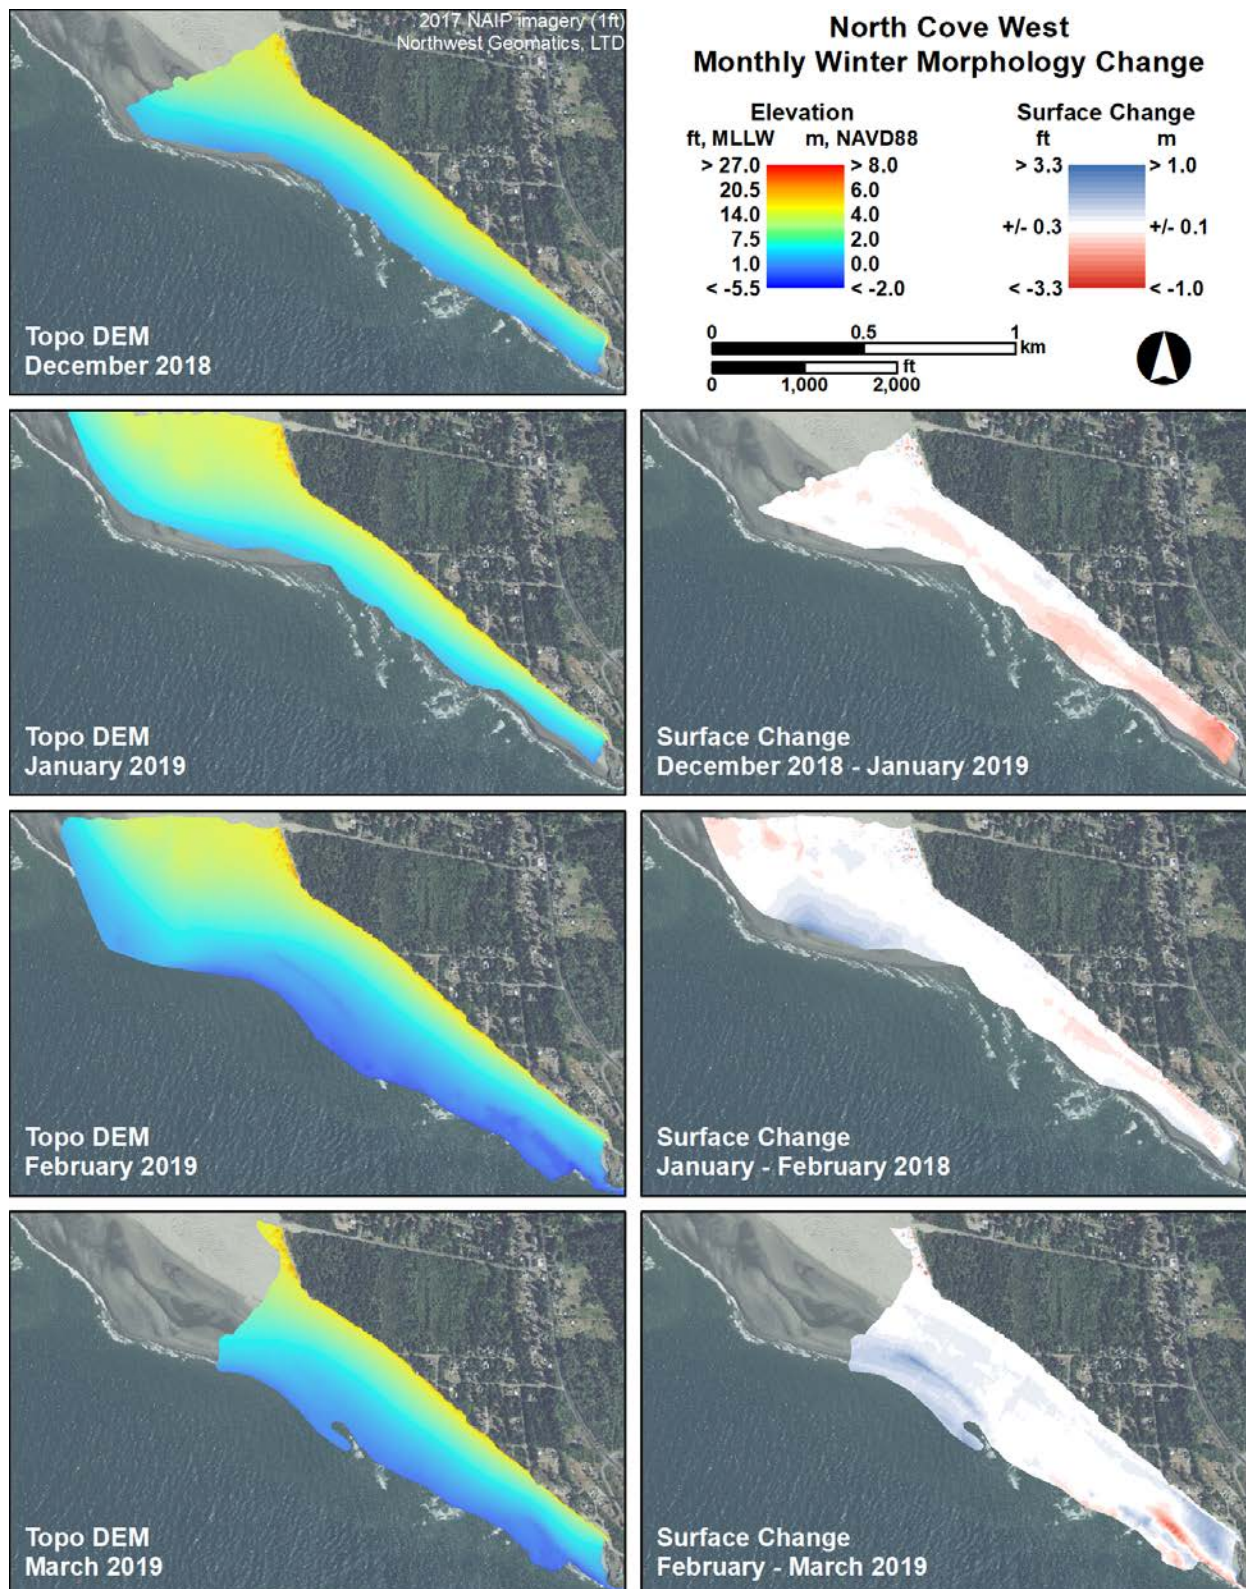 2017 NAIP imagery (1ft)
Northwest Geomatics, LTD
Topo DEM
December 2018
North Cove West
Monthly Winter Morphology Change
Elevation
ft, MLLW m, NAVD88
> 27.0 > 8.0
20.5 6.0
14.0 4.0
7.5 2.0
1.0 0.0
< -5.5 < -2.0
Surface Change
ft m
> 3.3 > 1.0
+/- 0.3 +/- 0.1
< -3.3 < -1.0
0 0.5 1
km
ft
0 1,000 2,000
Topo DEM
January 2019
Surface Change
December 2018 - January 2019
Topo DEM
February 2019
Surface Change
January - February 2018
Topo DEM
March 2019
Surface Change
February - March 2019